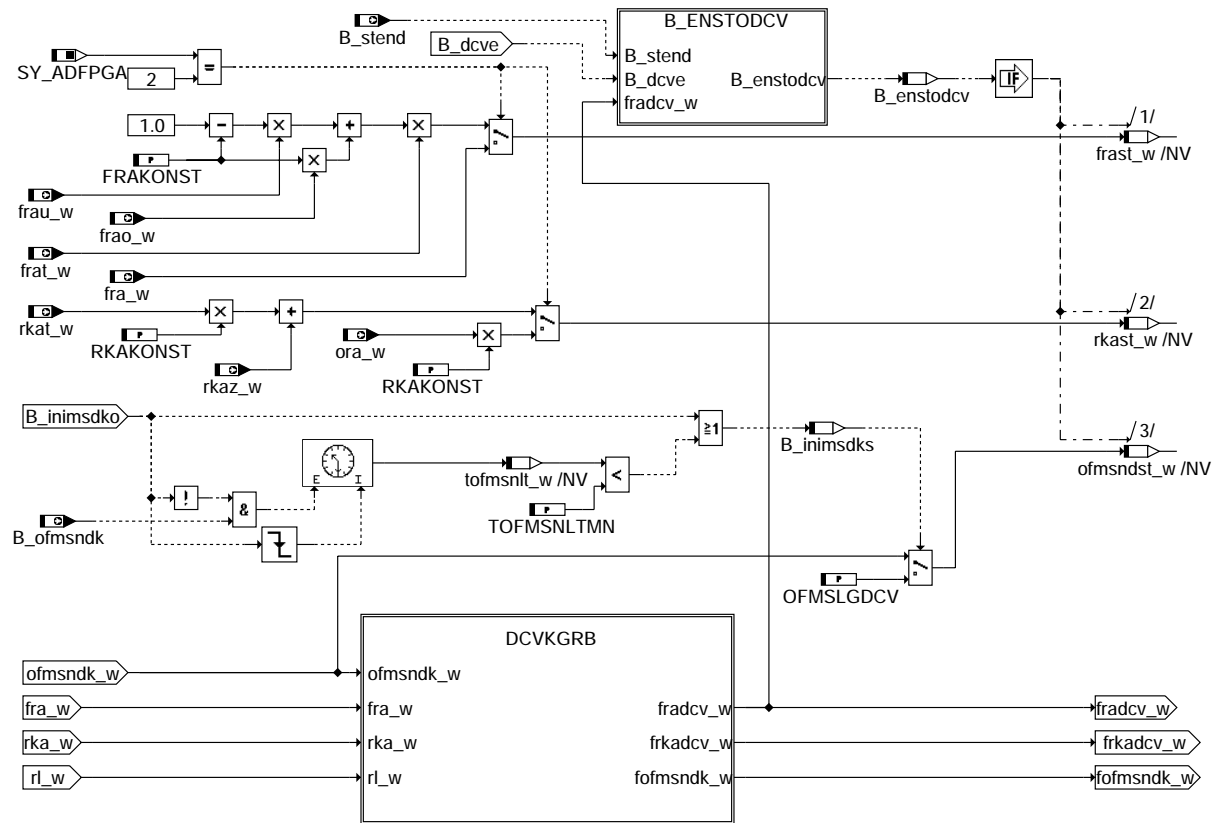 B_ENSTODCV
B_stend
B_dcve
B_stend
B_dcve
fradcv_w
B_enstodcv
B_enstodcv
IF
SY_ADFPGA
2
=
/ 1/
frast_w /NV
1.0
−
×
+
×
P
FRAKONST
×
frau_w
frao_w
frat_w
fra_w
rkat_w
×
+
P
RKAKONST
rkaz_w
ora_w
×
P
RKAKONST
/ 2/
rkast_w /NV
B_inimsdko
≥1
B_inimsdks
/ 3/
ofmsndst_w /NV
E
I
tofmsnlt_w /NV
<
P
TOFMSNLTMN
!
&
B_ofmsndk
P
OFMSLGDCV
DCVKGRB
ofmsndk_w
ofmsndk_w
fra_w
fra_w
fradcv_w
fradcv_w
rka_w
rka_w
frkadcv_w
frkadcv_w
rl_w
rl_w
fofmsndk_w
fofmsndk_w